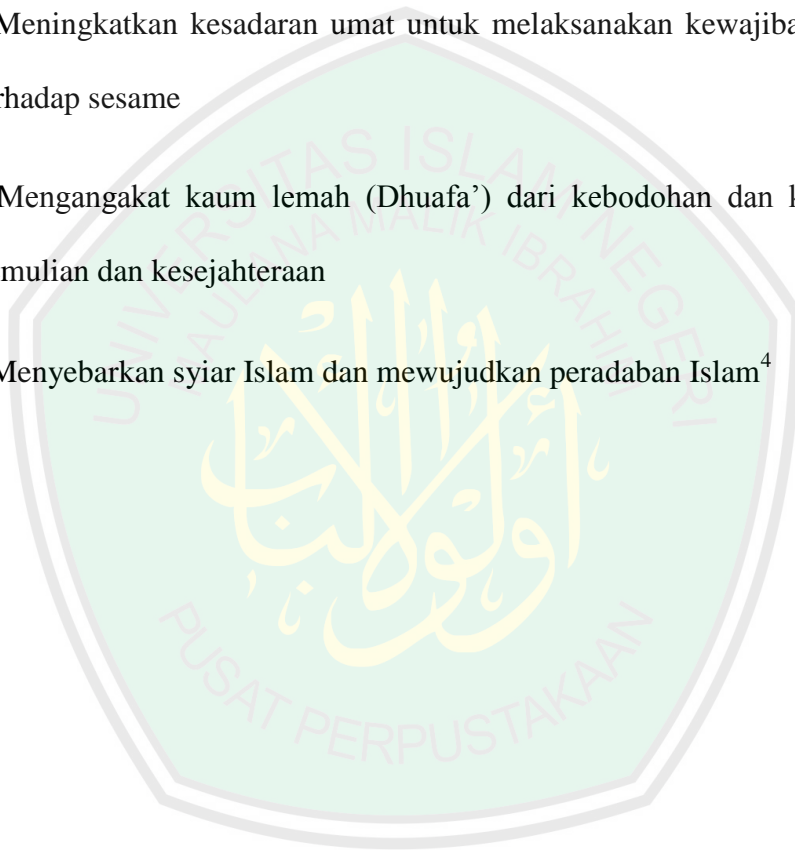 Meningkatkan kesadaran umat untuk melaksanakan kewajiba
rhadap sesame
Mengangakat kaum lemah (Dhuafa') dari kebodohan dan k
mulian dan kesejahteraan
Menyebarkan syiar Islam dan mewujudkan peradaban Islam⁴
UNIVERSITAS ISLAM NEGERI
MAULANA MALIK IBRAHIM
أولوا الألباب
PUSAT PERPUSTAKAAN